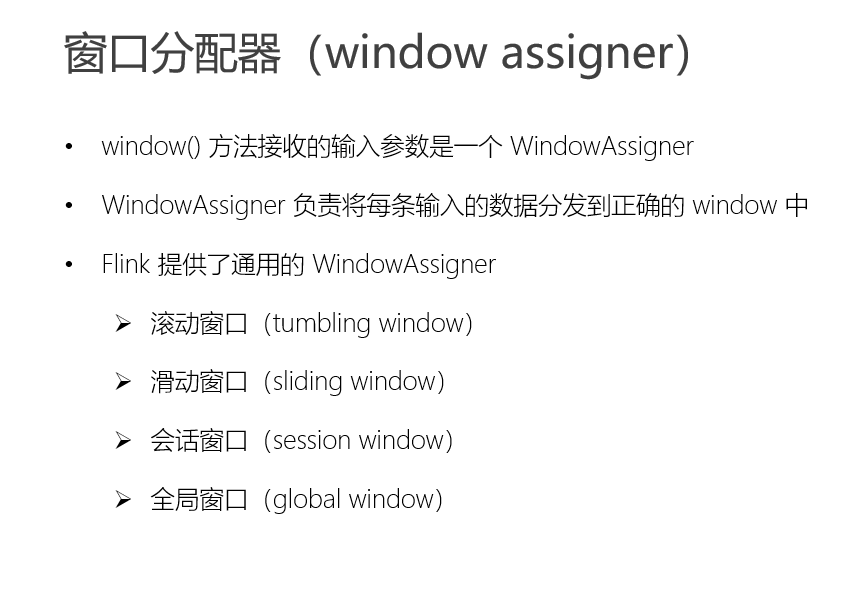 窗口分配器（window assigner）
• window() 方法接收的输入参数是一个 WindowAssigner
• WindowAssigner 负责将每条输入的数据分发到正确的 window 中
• Flink 提供了通用的 WindowAssigner
➢ 滚动窗口（tumbling window）
➢ 滑动窗口（sliding window）
➢ 会话窗口（session window）
➢ 全局窗口（global window）